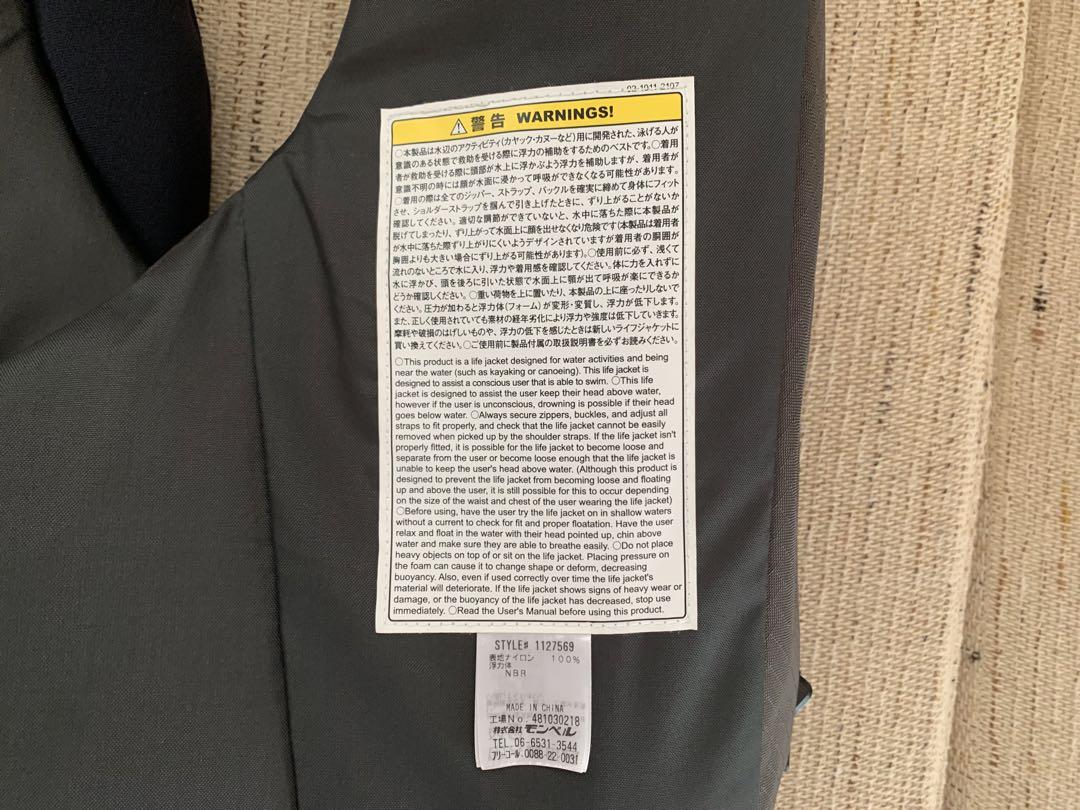 02-1911-2107
警告 WARNINGS!
○本製品は水辺のアクティビティ(カヤック・カヌーなど)用に開発された、泳げる人が
意識のある状態で救助を受ける際に浮力の補助をするためのベストです。○着用
者が救助を受ける際に頭部が水上に浮かぶよう浮力を補助しますが、着用者が
意識不明の時には顔が水面に浸かって呼吸ができなくなる可能性があります。
○着用の際は全てのジッパー、ストラップ、バックルを確実に締めて身体にフィット
させ、ショルダーストラップを掴んで引き上げたときに、ずり上がることがないか
確認してください。適切な調節ができていないと、水中に落ちた際に本製品が
脱げてしまったり、ずり上がって水面上に顔を出せなくなり危険です(本製品は着用者
が水中に落ちた際ずり上がりにくいようデザインされていますが着用者の胴囲が
胸囲よりも大きい場合にずり上がる可能性があります)。○使用前に必ず、浅くて
流れのないところで水に入り、浮力や着用感を確認してください。体に力を入れずに
水に浮かび、頭を後ろに引いた状態で水面上に顎が出て呼吸が楽にできるか
どうか確認しください。○重い荷物を上に置いたり、本製品の上に座ったりしないで
ください。圧力が加わると浮力体(フォーム)が変形・変質し、浮力が低下します。
また、正しく使用されていても素材の経年劣化により浮力や強度は低下していきます。
摩耗や破損のはげしいものや、浮力の低下を感じたときは新しいライフジャケットに
買い換えてください。○ご使用前に製品付属の取扱説明書を必ずお読みください。
○This product is a life jacket designed for water activities and being
near the water (such as kayaking or canoeing). This life jacket is
designed to assist a conscious user that is able to swim. ○This life
jacket is designed to assist the user keep their head above water,
however if the user is unconscious, drowning is possible if their head
goes below water. ○Always secure zippers, buckles, and adjust all
straps to fit properly, and check that the life jacket cannot be easily
removed when picked up by the shoulder straps. If the life jacket isn't
properly fitted, it is possible for the life jacket to become loose and
separate from the user or become loose enough that the life jacket is
unable to keep the user's head above water. (Although this product is
designed to prevent the life jacket from becoming loose and floating
up and above the user, it is still possible for this to occur depending
on the size of the waist and chest of the user wearing the life jacket)
○Before using, have the user try the life jacket on in shallow waters
without a current to check for fit and proper floatation. Have the user
relax and float in the water with their head pointed up, chin above
water and make sure they are able to breathe easily. ○Do not place
heavy objects on top of or sit on the life jacket. Placing pressure on
the foam can cause it to change shape or deform, decreasing
buoyancy. Also, even if used correctly over time the life jacket's
material will deteriorate. If the life jacket shows signs of heavy wear or
damage, or the buoyancy of the life jacket has decreased, stop use
immediately. ○Read the User's Manual before using this product.
STYLE# 1127569
表地ナイロン 100%
浮力体
NBR
MADE IN CHINA
工場No. 481030218
株式会社 モンベル
TEL.06-6531-3544
フリーコール.0088-22-0031